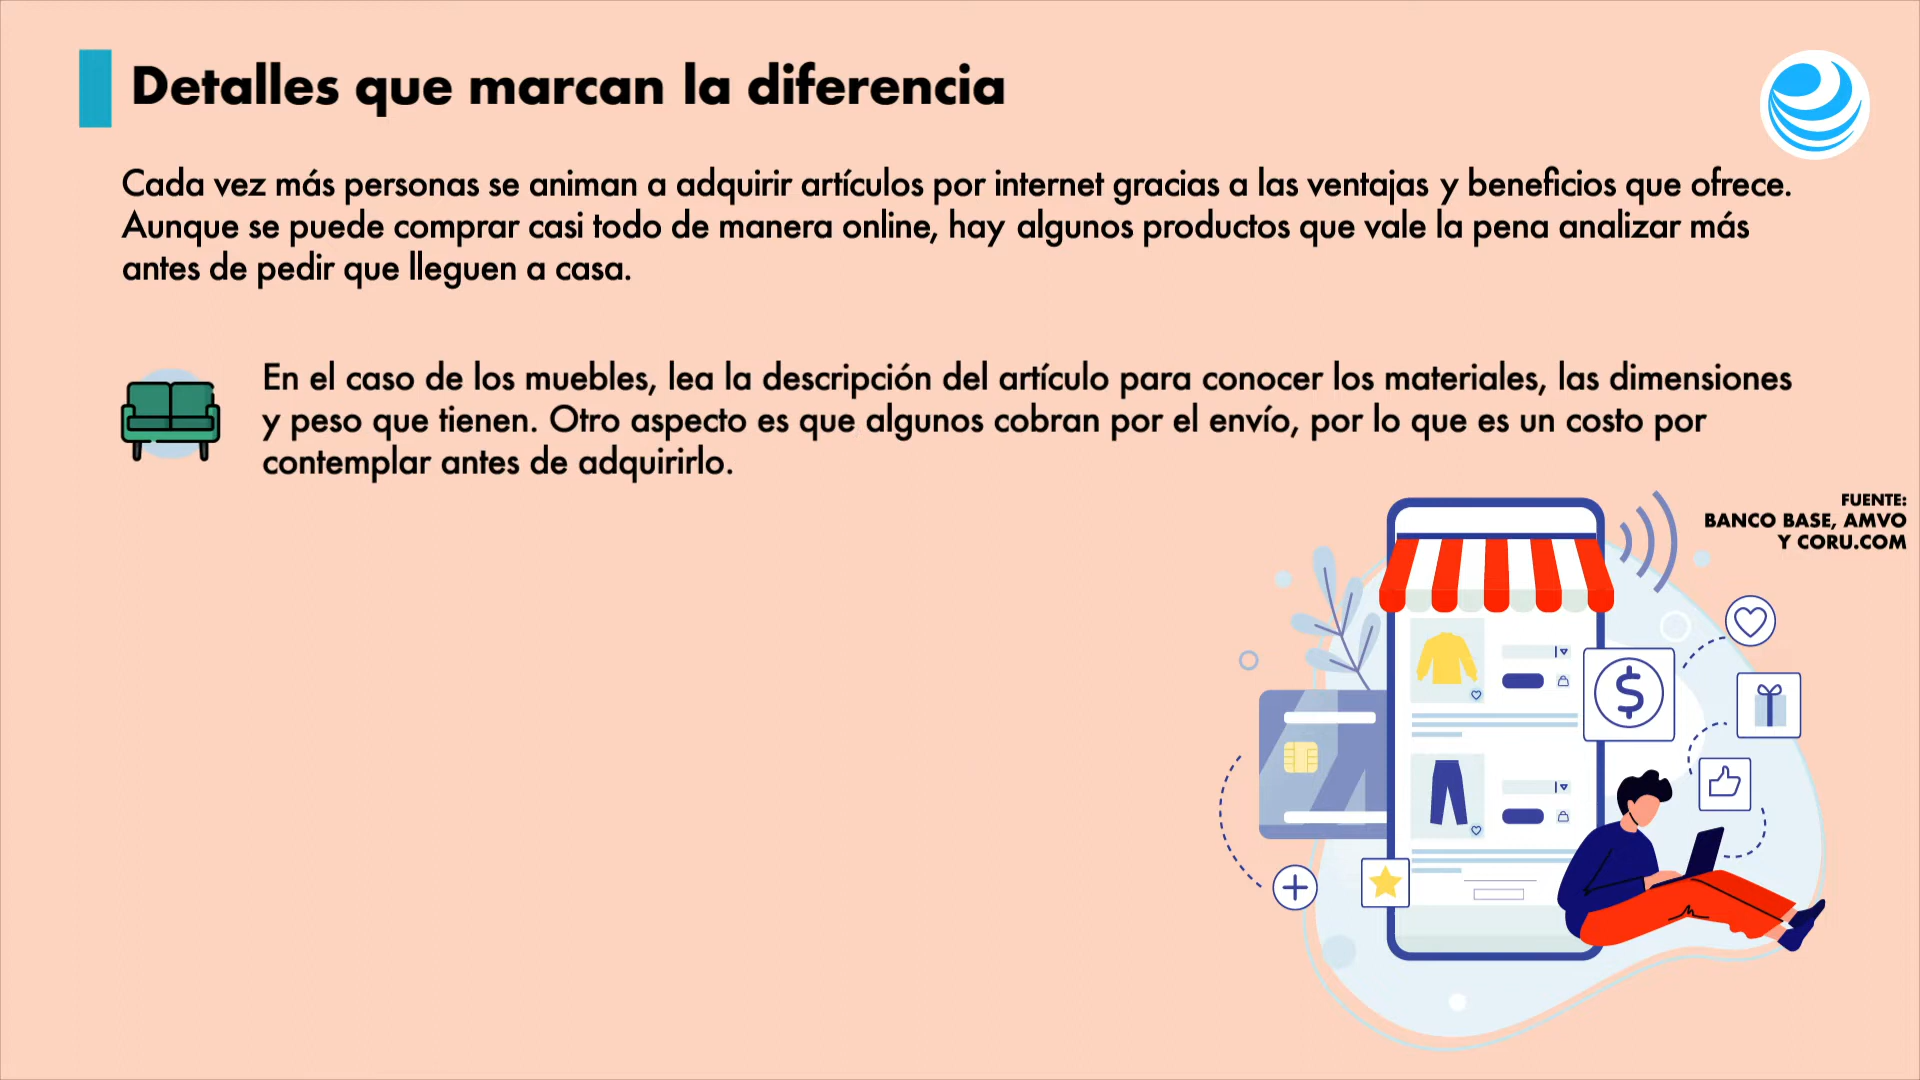 Detalles que marcan la diferencia
Cada vez más personas se animan a adquirir artículos por internet gracias a las ventajas y beneficios que ofrece.
Aunque se puede comprar casi todo de manera online, hay algunos productos que vale la pena analizar más
antes de pedir que lleguen a casa.
En el caso de los muebles, lea la descripción del artículo para conocer los materiales, las dimensiones
y peso que tienen. Otro aspecto es que algunos cobran por el envío, por lo que es un costo por
contemplar antes de adquirirlo.
FUENTE:
BANCO BASE, AMVO
Y CORU.COM
$